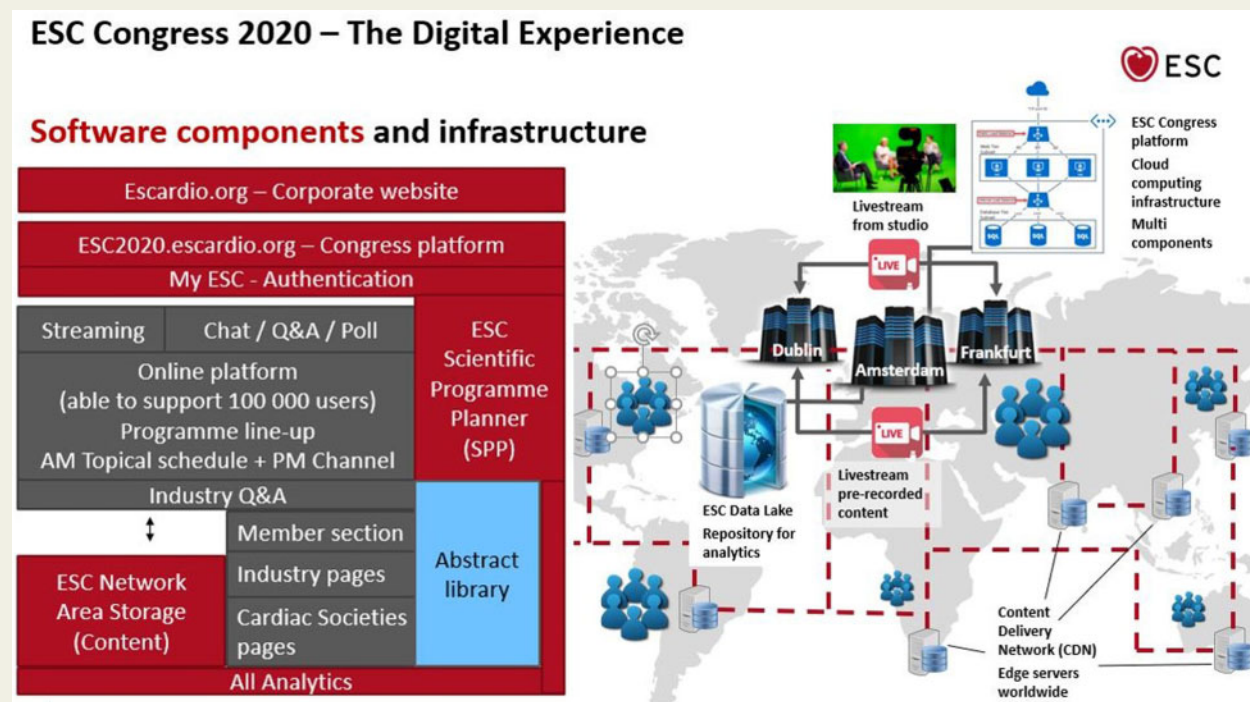 ESC Congress 2020 – The Digital Experience
ESC
Software components and infrastructure
Escardio.org – Corporate website
ESC2020.escardio.org – Congress platform
My ESC - Authentication
Streaming
Chat / Q&A / Poll
Online platform
(able to support 100 000 users)
Programme line-up
AM Topical schedule + PM Channel
Industry Q&A
ESC
Scientific
Programme
Planner
(SPP)
Member section
Industry pages
Cardiac Societies
pages
Abstract
library
ESC Network
Area Storage
(Content)
All Analytics
Livestream
from studio
SQL
SQL
SQL
ESC Congress
platform
Cloud
computing
infrastructure
Multi
components
LIVE
Dublin
Amsterdam
Frankfurt
LIVE
Livestream
pre-recorded
content
ESC Data Lake
Repository for
analytics
Content
Delivery
Network (CDN)
Edge servers
worldwide